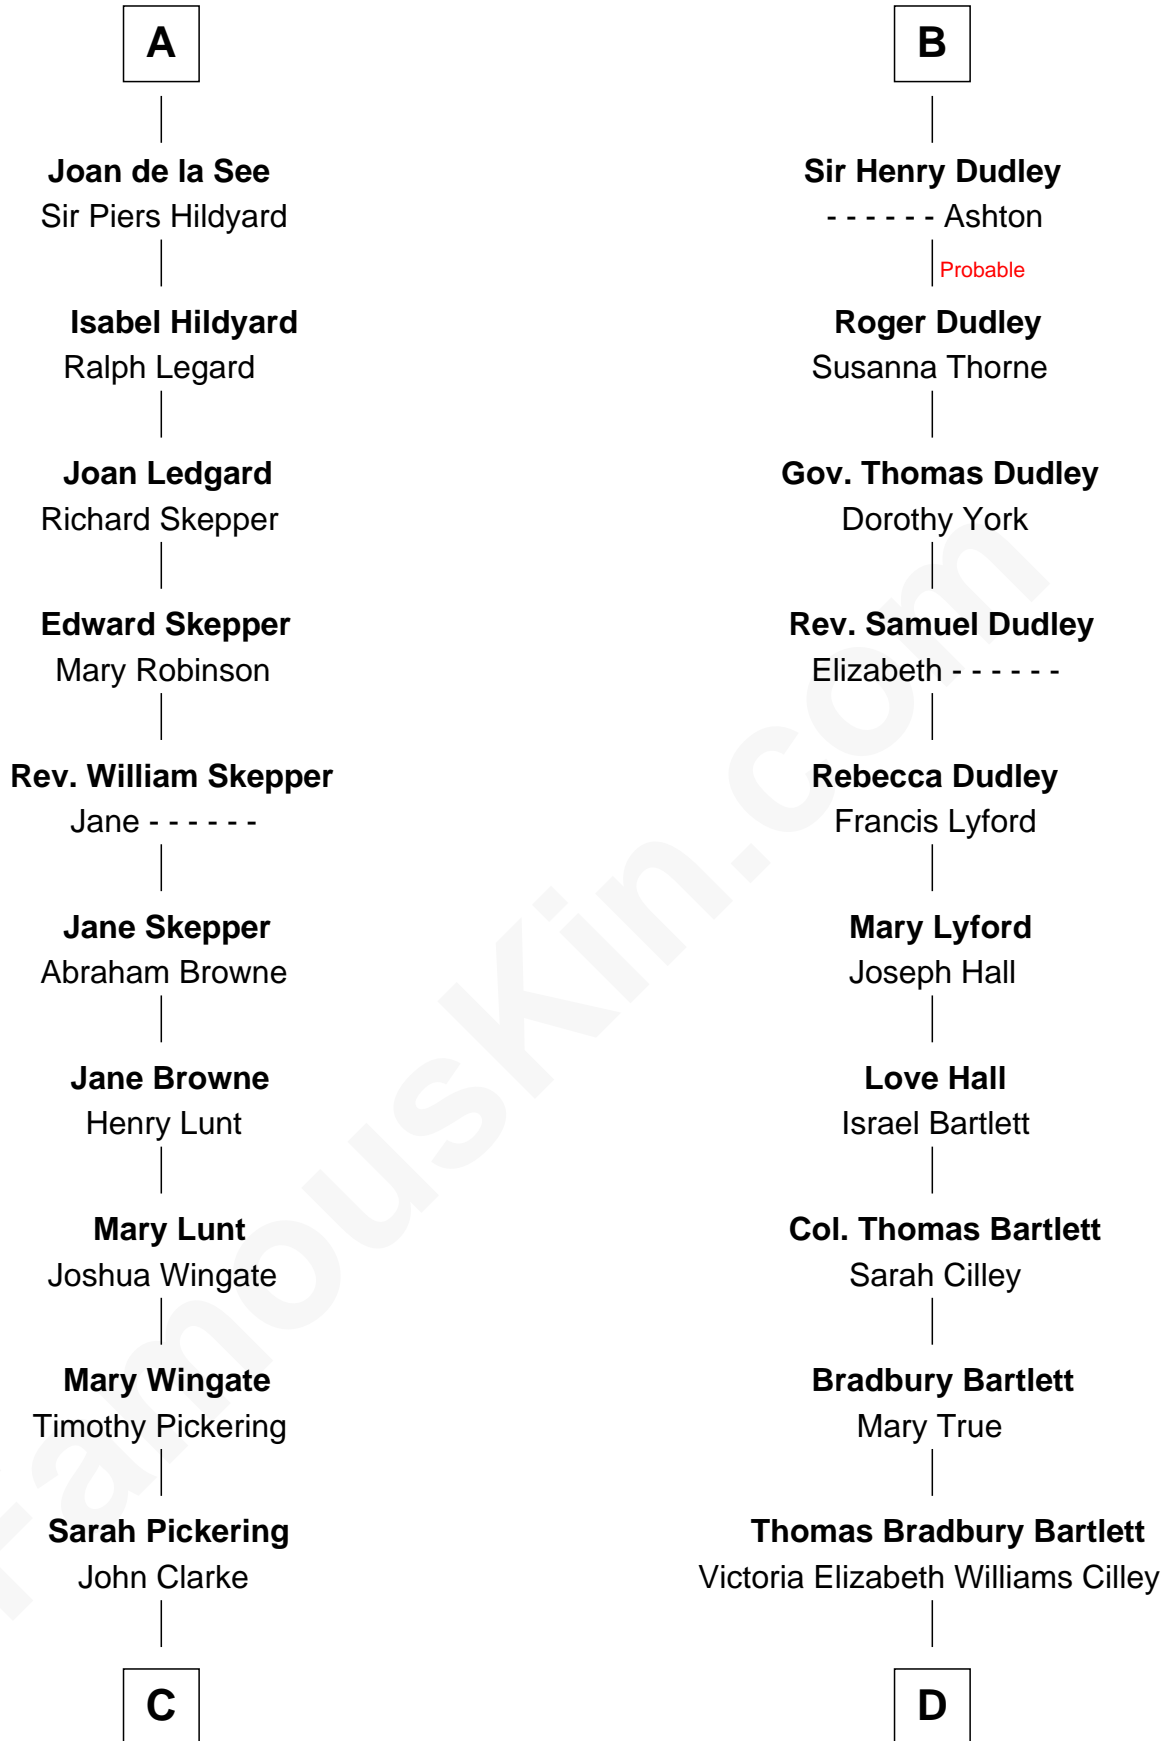 A
Joan de la See
Sir Piers Hildyard
Isabel Hildyard
Ralph Legard
Joan Ledgard
Richard Skepper
Edward Skepper
Mary Robinson
Rev. William Skepper
Jane - - - - - -
Jane Skepper
Abraham Browne
Jane Browne
Henry Lunt
Mary Lunt
Joshua Wingate
Mary Wingate
Timothy Pickering
Sarah Pickering
John Clarke
C
B
Sir Henry Dudley
- - - - - - Ashton
Probable
Roger Dudley
Susanna Thorne
Gov. Thomas Dudley
Dorothy York
Rev. Samuel Dudley
Elizabeth - - - - - -
Rebecca Dudley
Francis Lyford
Mary Lyford
Joseph Hall
Love Hall
Israel Bartlett
Col. Thomas Bartlett
Sarah Cilley
Bradbury Bartlett
Mary True
Thomas Bradbury Bartlett
Victoria Elizabeth Williams Cilley
D
FamousKin.com